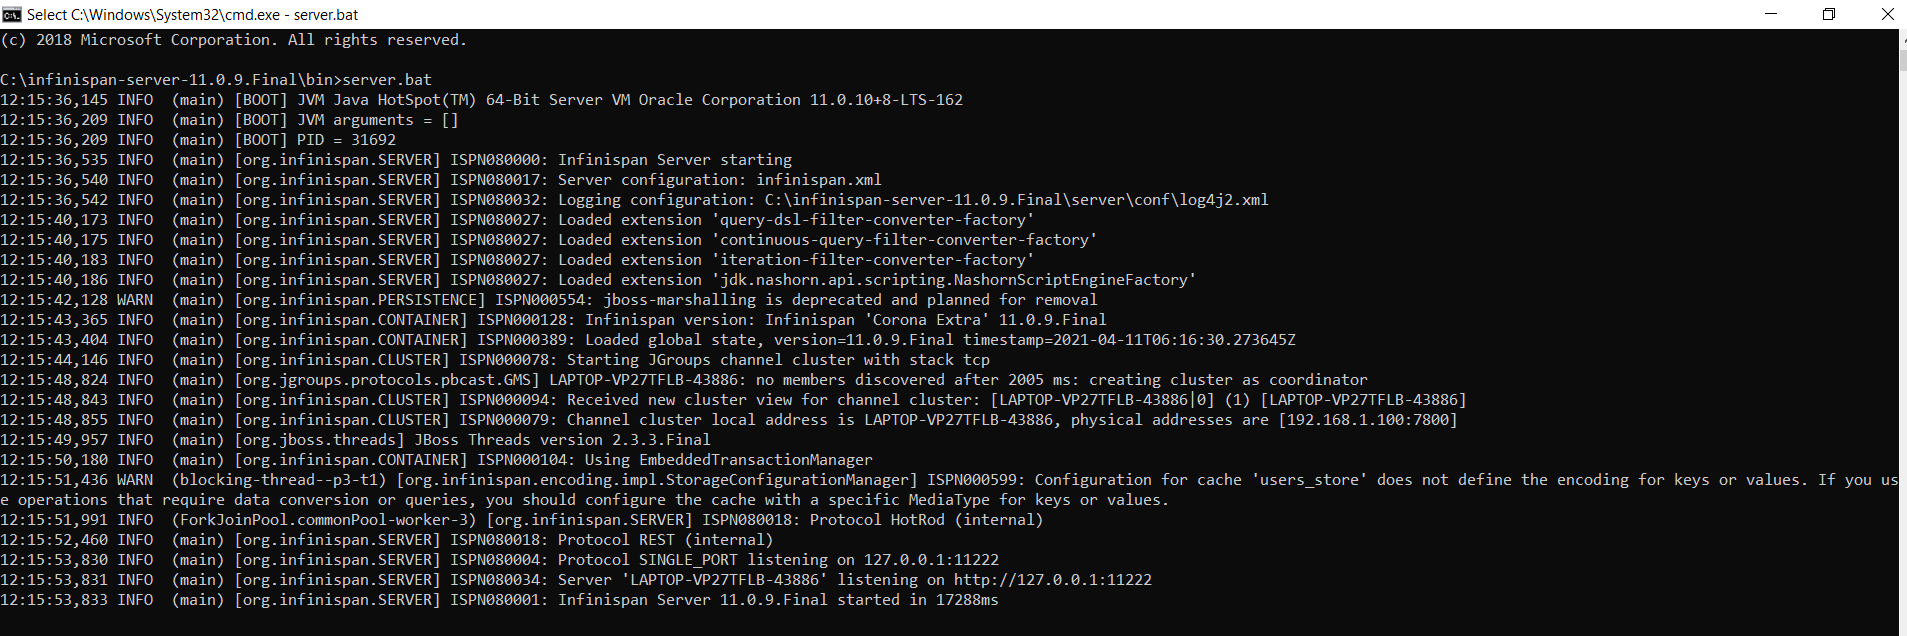 Select C:\Windows\System32\cmd.exe - server.bat
(c) 2018 Microsoft Corporation. All rights reserved.
C:\infinispan-server-11.0.9.Final\bin>server.bat
12:15:36,145 INFO  (main) [BOOT] JVM Java HotSpot(TM) 64-Bit Server VM Oracle Corporation 11.0.10+8-LTS-162
12:15:36,209 INFO  (main) [BOOT] JVM arguments = []
12:15:36,209 INFO  (main) [BOOT] PID = 31692
12:15:36,535 INFO  (main) [org.infinispan.SERVER] ISPN080000: Infinispan Server starting
12:15:36,540 INFO  (main) [org.infinispan.SERVER] ISPN080017: Server configuration: infinispan.xml
12:15:36,542 INFO  (main) [org.infinispan.SERVER] ISPN080032: Logging configuration: C:\infinispan-server-11.0.9.Final\server\conf\log4j2.xml
12:15:40,173 INFO  (main) [org.infinispan.SERVER] ISPN080027: Loaded extension 'query-dsl-filter-converter-factory'
12:15:40,175 INFO  (main) [org.infinispan.SERVER] ISPN080027: Loaded extension 'continuous-query-filter-converter-factory'
12:15:40,183 INFO  (main) [org.infinispan.SERVER] ISPN080027: Loaded extension 'iteration-filter-converter-factory'
12:15:40,186 INFO  (main) [org.infinispan.SERVER] ISPN080027: Loaded extension 'jdk.nashorn.api.scripting.NashornScriptEngineFactory'
12:15:42,128 WARN  (main) [org.infinispan.PERSISTENCE] ISPN000554: jboss-marshalling is deprecated and planned for removal
12:15:43,365 INFO  (main) [org.infinispan.CONTAINER] ISPN000128: Infinispan version: Infinispan 'Corona Extra' 11.0.9.Final
12:15:43,404 INFO  (main) [org.infinispan.CONTAINER] ISPN000389: Loaded global state, version=11.0.9.Final timestamp=2021-04-11T06:16:30.273645Z
12:15:44,146 INFO  (main) [org.infinispan.CLUSTER] ISPN000078: Starting JGroups channel cluster with stack tcp
12:15:48,824 INFO  (main) [org.jgroups.protocols.pbcast.GMS] LAPTOP-VP27TFLB-43886: no members discovered after 2005 ms: creating cluster as coordinator
12:15:48,843 INFO  (main) [org.infinispan.CLUSTER] ISPN000094: Received new cluster view for channel cluster: [LAPTOP-VP27TFLB-43886|0] (1) [LAPTOP-VP27TFLB-43886]
12:15:48,855 INFO  (main) [org.infinispan.CLUSTER] ISPN000079: Channel cluster local address is LAPTOP-VP27TFLB-43886, physical addresses are [192.168.1.100:7800]
12:15:49,957 INFO  (main) [org.jboss.threads] JBoss Threads version 2.3.3.Final
12:15:50,180 INFO  (main) [org.infinispan.CONTAINER] ISPN000104: Using EmbeddedTransactionManager
12:15:51,436 WARN  (blocking-thread--p3-t1) [org.infinispan.encoding.impl.StorageConfigurationManager] ISPN000599: Configuration for cache 'users_store' does not define the encoding for keys or values. If you us
e operations that require data conversion or queries, you should configure the cache with a specific MediaType for keys or values.
12:15:51,991 INFO  (ForkJoinPool.commonPool-worker-3) [org.infinispan.SERVER] ISPN080018: Protocol HotRod (internal)
12:15:52,460 INFO  (main) [org.infinispan.SERVER] ISPN080018: Protocol REST (internal)
12:15:53,830 INFO  (main) [org.infinispan.SERVER] ISPN080004: Protocol SINGLE_PORT listening on 127.0.0.1:11222
12:15:53,831 INFO  (main) [org.infinispan.SERVER] ISPN080034: Server 'LAPTOP-VP27TFLB-43886' listening on http://127.0.0.1:11222
12:15:53,833 INFO  (main) [org.infinispan.SERVER] ISPN080001: Infinispan Server 11.0.9.Final started in 17288ms